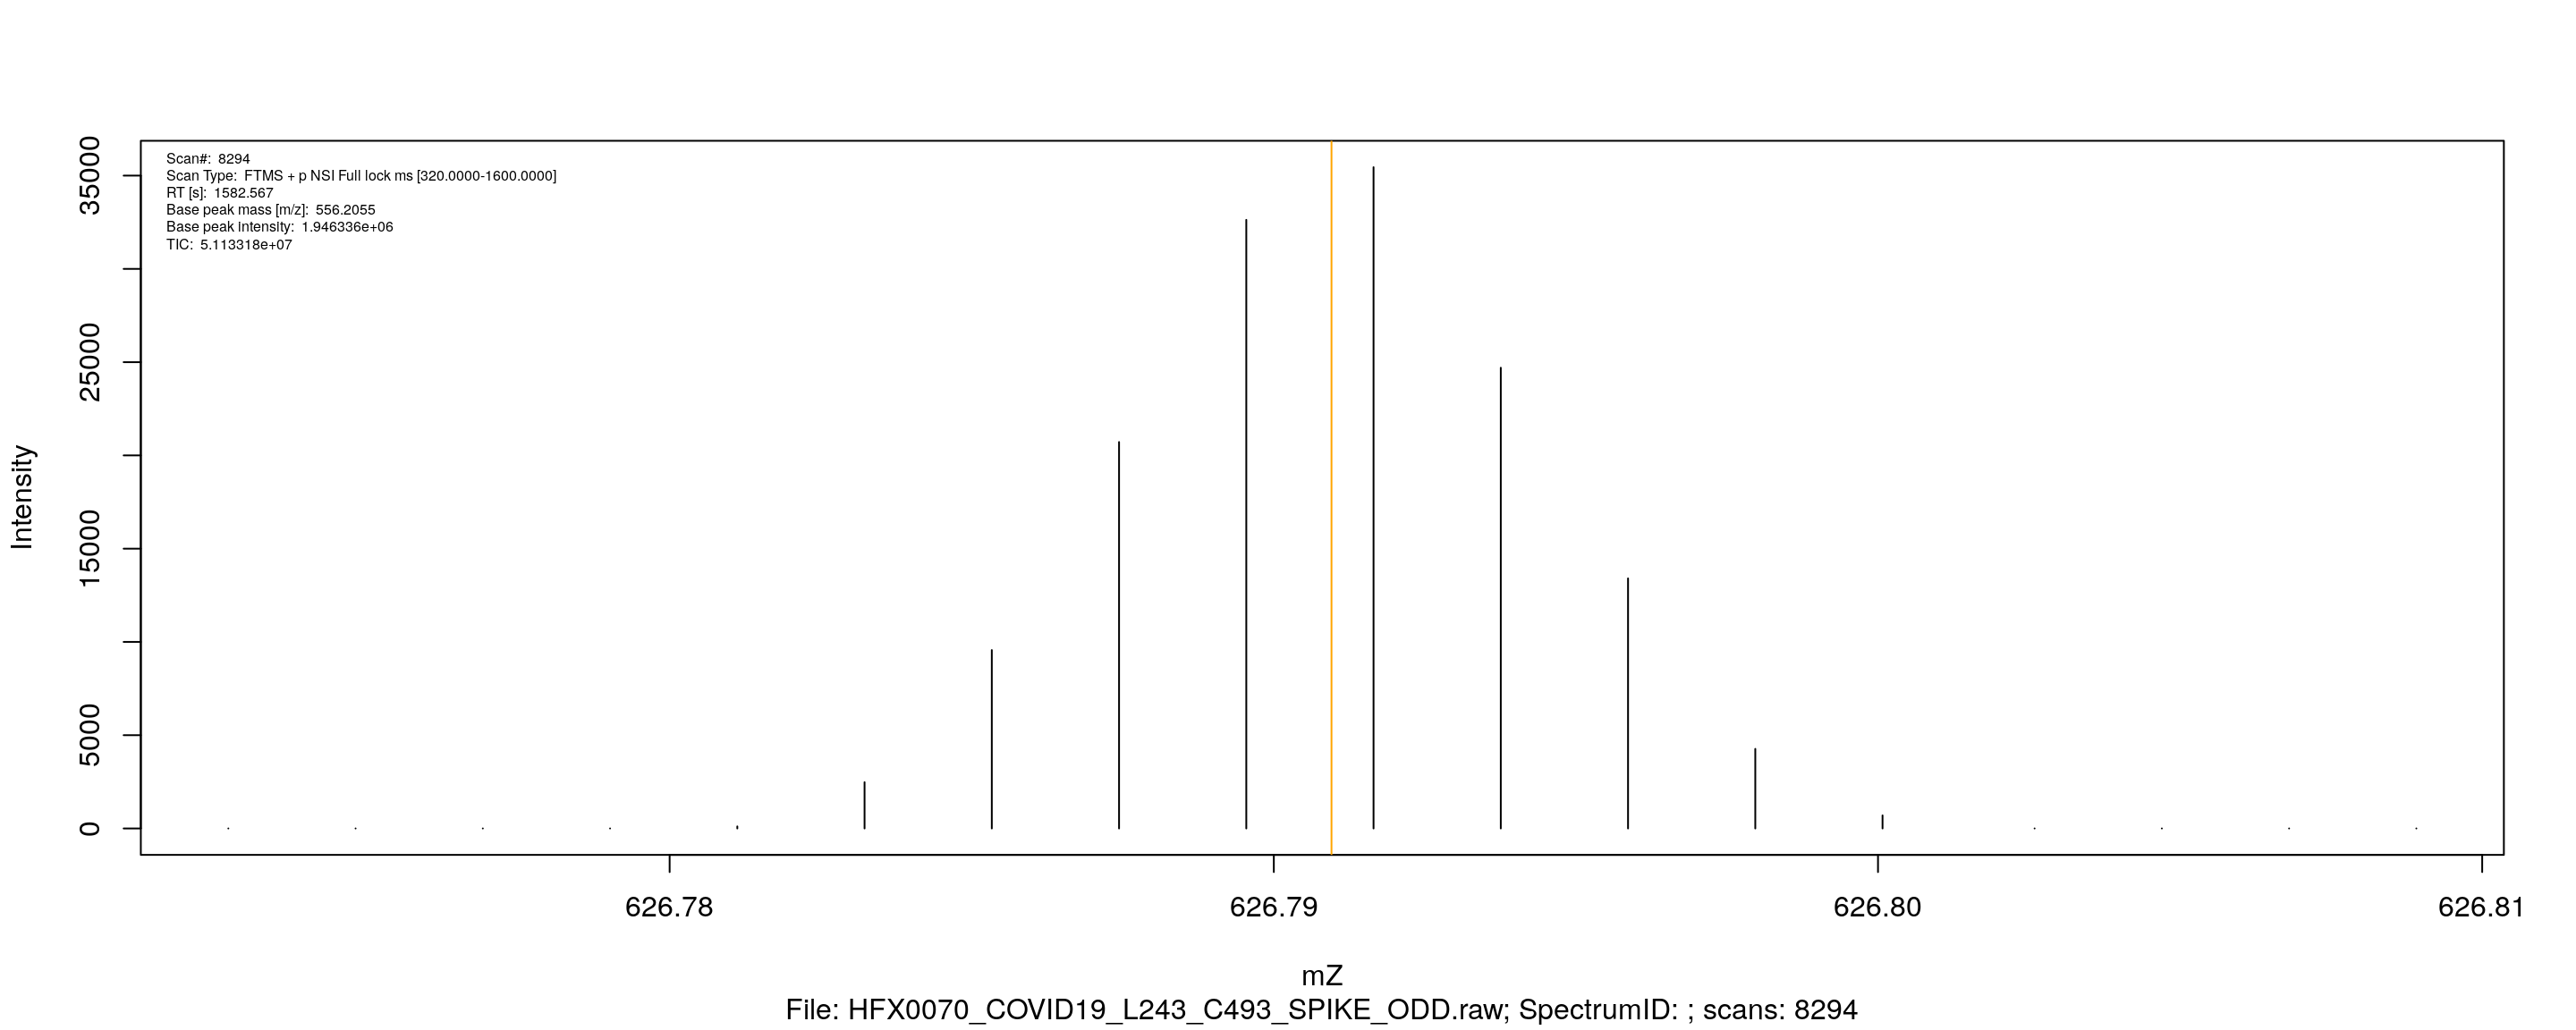 Scan#: 8294
Scan Type: FTMS + p NSI Full lock ms [320.0000-1600.0000]
RT [s]: 1582.567
Base peak mass [m/z]: 556.2055
Base peak intensity: 1.946336e+06
TIC: 5.113318e+07
35000
25000
15000
5000
0
Intensity
626.78 626.79 626.80 626.81
mZ
File: HFX0070_COVID19_L243_C493_SPIKE_ODD.raw; SpectrumID: ; scans: 8294